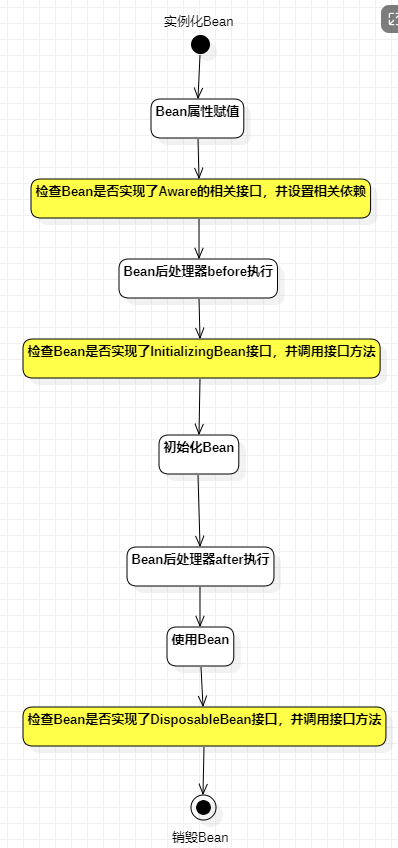 实例化Bean
Bean属性赋值
检查Bean是否实现了Aware的相关接口，并设置相关依赖
Bean后处理器before执行
检查Bean是否实现了InitializingBean接口，并调用接口方法
初始化Bean
Bean后处理器after执行
使用Bean
检查Bean是否实现了DisposableBean接口，并调用接口方法
销毁Bean